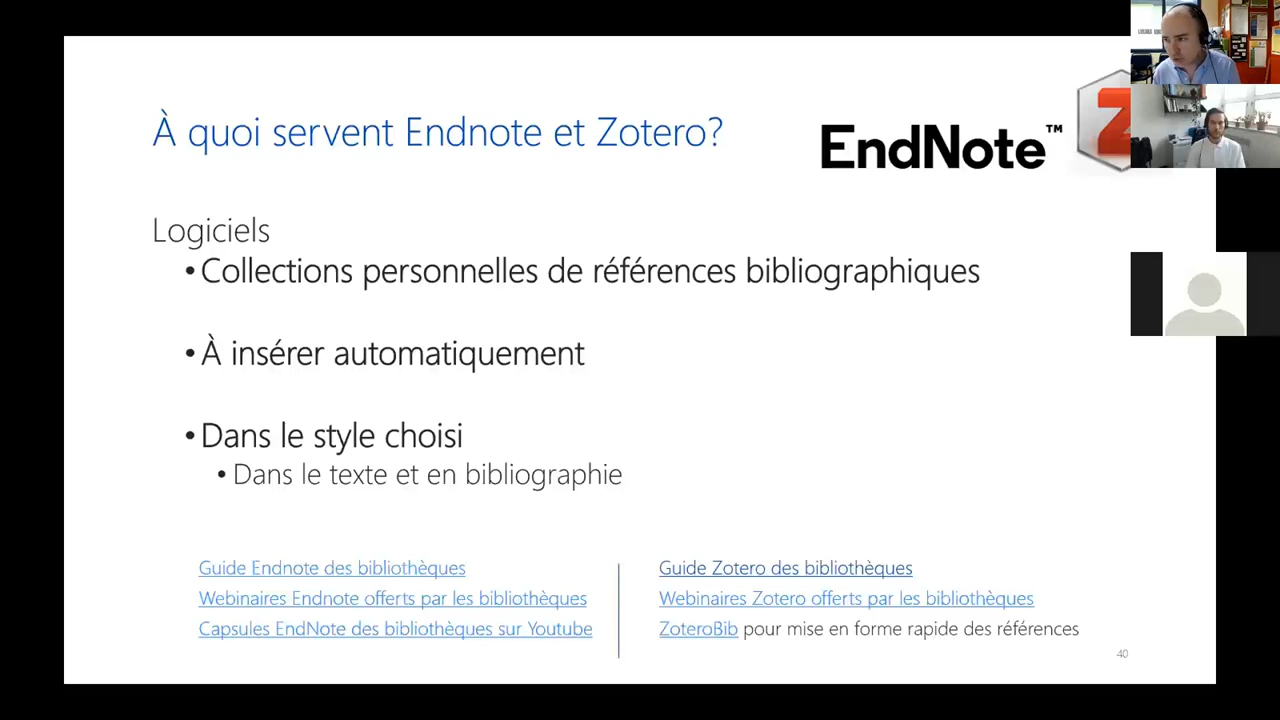 À quoi servent Endnote et Zotero?
EndNote™
Z
Logiciels
•Collections personnelles de références bibliographiques
•À insérer automatiquement
•Dans le style choisi
•Dans le texte et en bibliographie
Guide Endnote des bibliothèques
Webinaires Endnote offerts par les bibliothèques
Capsules EndNote des bibliothèques sur Youtube
Guide Zotero des bibliothèques
Webinaires Zotero offerts par les bibliothèques
ZoteroBib pour mise en forme rapide des références
40